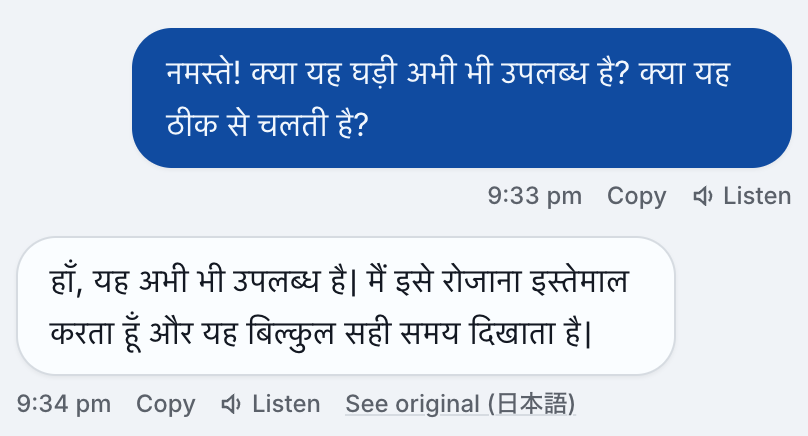 नमस्ते! क्या यह घड़ी अभी भी उपलब्ध है? क्या यह
ठीक से चलती है?
9:33 pm Copy Listen
हाँ, यह अभी भी उपलब्ध है| मैं इसे रोजाना इस्तेमाल
करता हूँ और यह बिल्कुल सही समय दिखाता है|
9:34 pm Copy Listen See original (日本語)